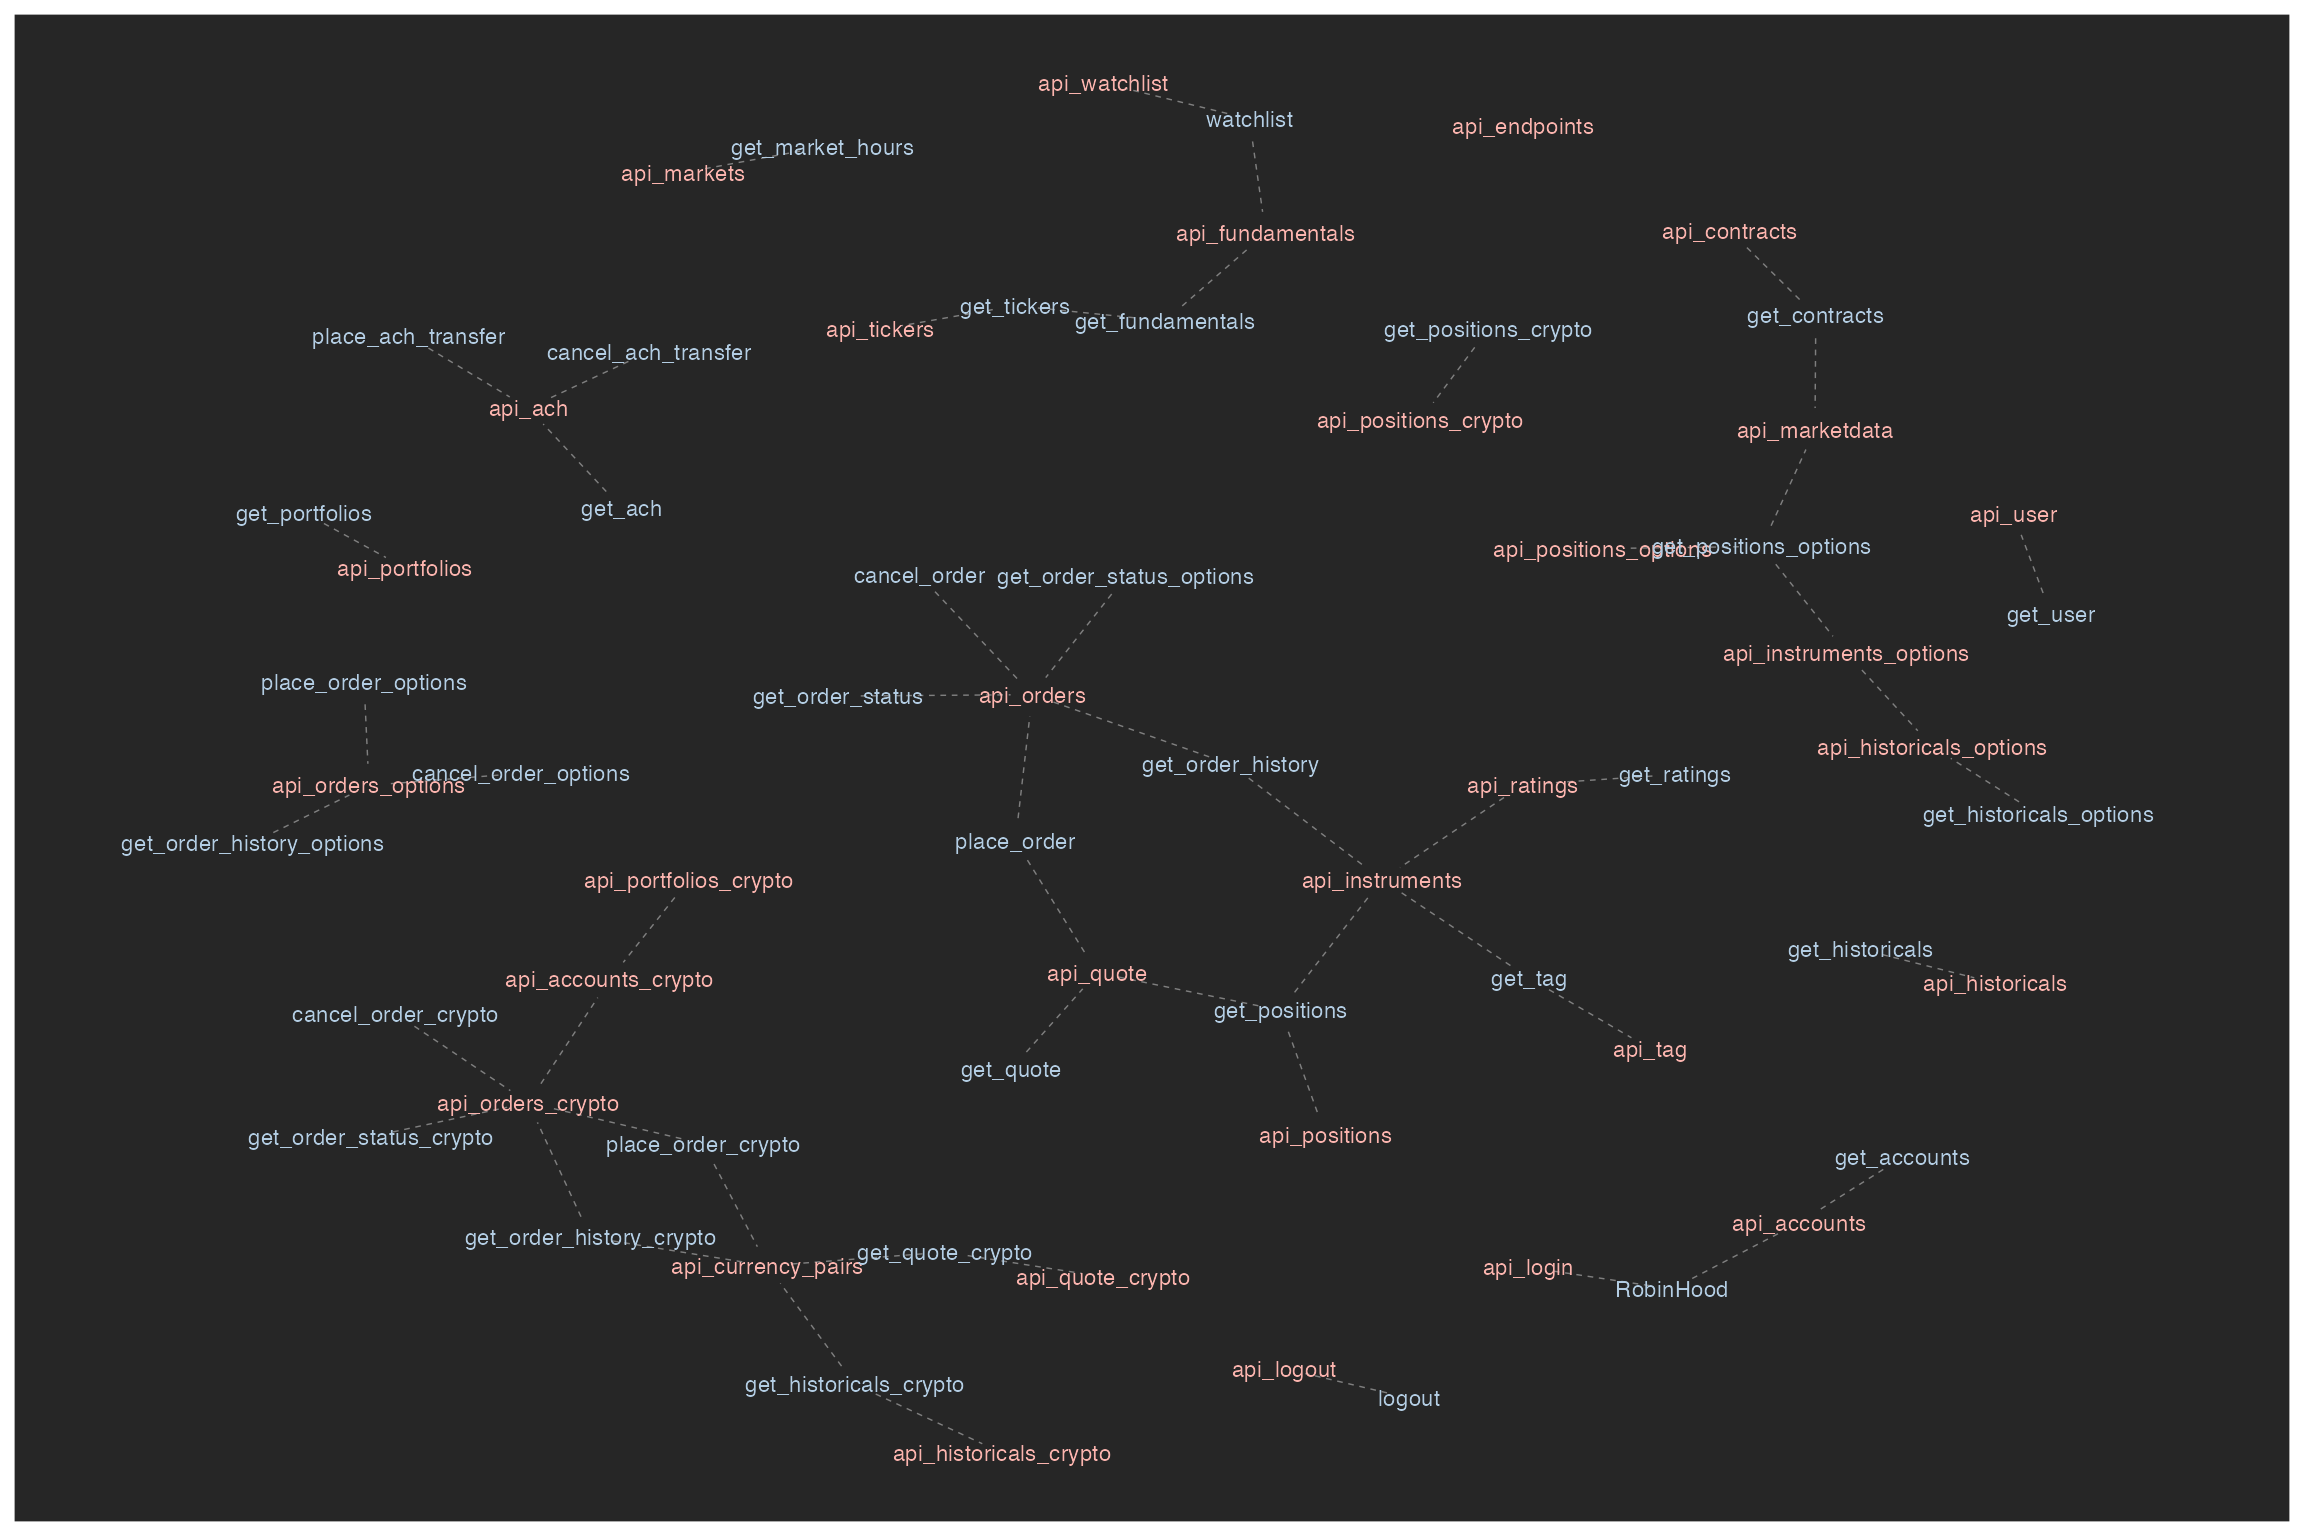 api_watchlist
watchlist
api_endpoints
get_market_hours
api_markets
api_fundamentals
api_contracts
get_tickers
get_contracts
get_fundamentals
api_tickers
get_positions_crypto
place_ach_transfer
cancel_ach_transfer
api_ach
api_positions_crypto
api_marketdata
get_ach
get_portfolios
api_user
api_positions_options
get_positions_options
api_portfolios
cancel_order
get_order_status_options
get_user
api_instruments_options
place_order_options
get_order_status
api_orders
api_historicals_options
get_order_history
cancel_order_options
get_ratings
api_orders_options
api_ratings
get_historicals_options
get_order_history_options
place_order
api_portfolios_crypto
api_instruments
get_historicals
api_quote
api_accounts_crypto
get_tag
api_historicals
cancel_order_crypto
get_positions
api_tag
get_quote
api_orders_crypto
get_order_status_crypto
api_positions
place_order_crypto
get_accounts
api_accounts
get_order_history_crypto
get_quote_crypto
api_currency_pairs
api_login
api_quote_crypto
RobinHood
api_logout
get_historicals_crypto
logout
api_historicals_crypto